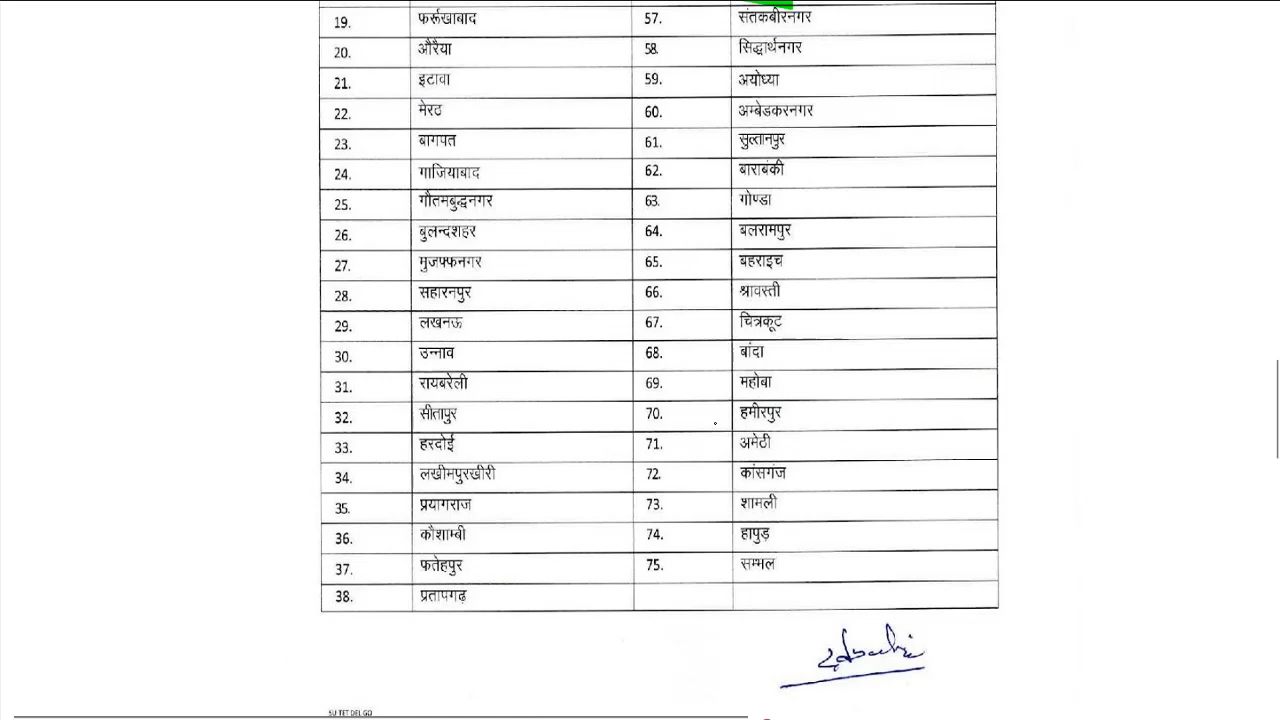 19. फर्रूखाबाद 57. संतकबीरनगर
20. औरैया 58. सिद्धार्थनगर
21. इटावा 59. अयोध्या
22. मेरठ 60. अम्बेडकरनगर
23. बागपत 61. सुल्तानपुर
24. गाजियाबाद 62. बाराबंकी
25. गौतमबुद्धनगर 63. गोण्डा
26. बुलन्दशहर 64. बलरामपुर
27. मुजफ्फनगर 65. बहराइच
28. सहारनपुर 66. श्रावस्ती
29. लखनऊ 67. चित्रकूट
30. उन्नाव 68. बांदा
31. रायबरेली 69. महोबा
32. सीतापुर 70. हमीरपुर
33. हरदोई 71. अमेठी
34. लखीमपुरखीरी 72. कांसगंज
35. प्रयागराज 73. शामली
36. कौशाम्बी 74. हापुड़
37. फतेहपुर 75. सम्भल
38. प्रतापगढ़
SU TET DEL GO